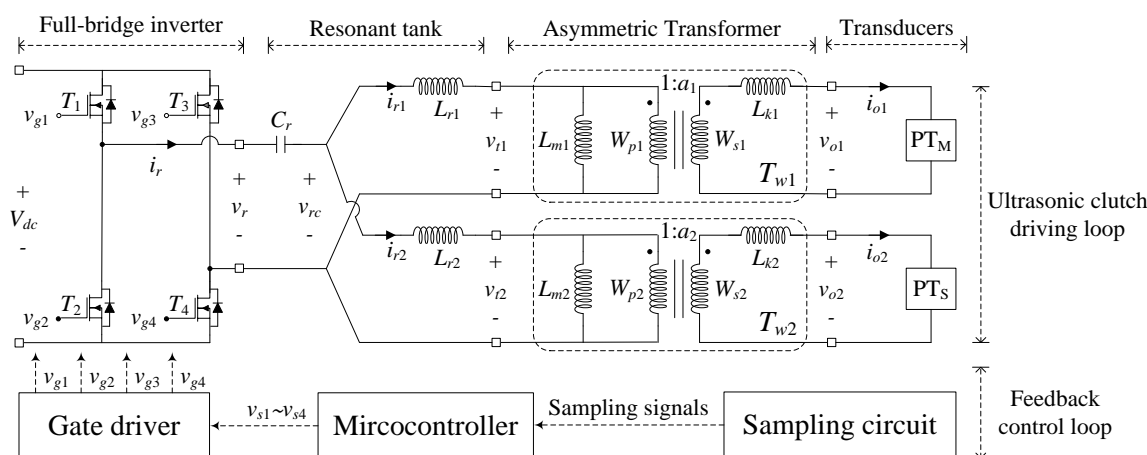 Full-bridge inverter Resonant tank Asymmetric Transformer Transducers
T1 T3 Cr ir1 Lr1 1:a1 Lk1 io1
vg1 vg3
ir + vt1 - Lm1 Wp1 Ws1 + vo1 - PTM
Tw1
+ Vdc - + vr - + vrc -
Ultrasonic clutch
driving loop
ir2 Lr2 1:a2 Lk2 io2
T2 T4 + vt2 - Lm2 Wp2 Ws2 + vo2 - PTS
vg2 vg4
Tw2
vg1 vg2 vg3 vg4
Gate driver vs1~vs4 Mircocontroller Sampling signals Sampling circuit
Feedback
control loop